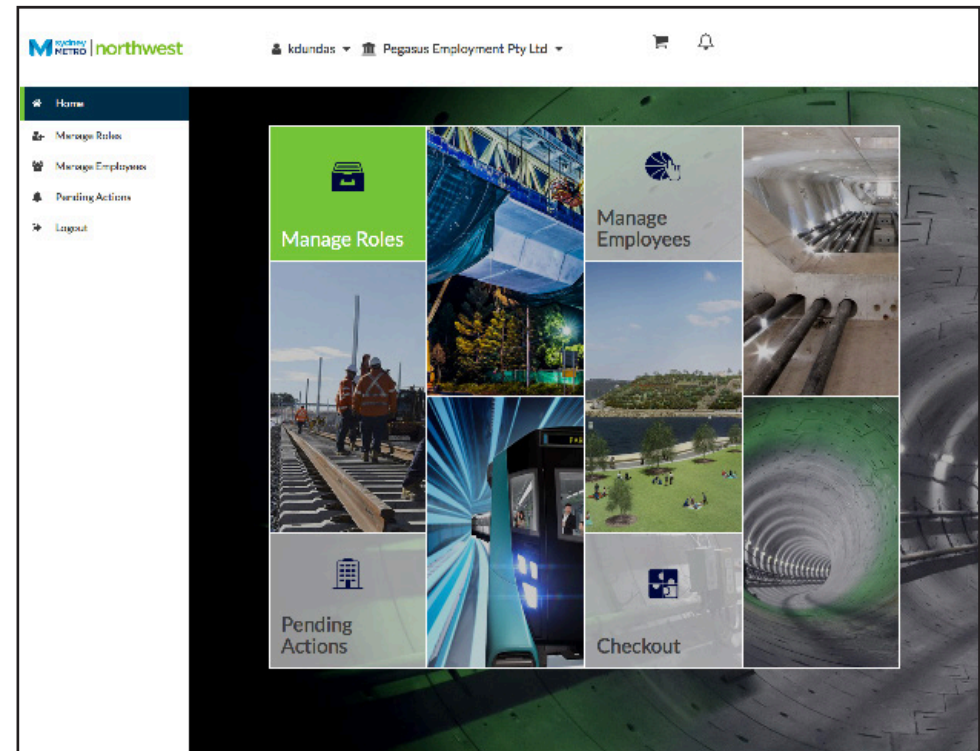 M sydney METRO | northwest
kdundas
Pegasus Employment Pty Ltd
Home
Manage Roles
Manage Employees
Pending Actions
Logout
Manage Roles
Manage
Employees
Pending
Actions
Checkout